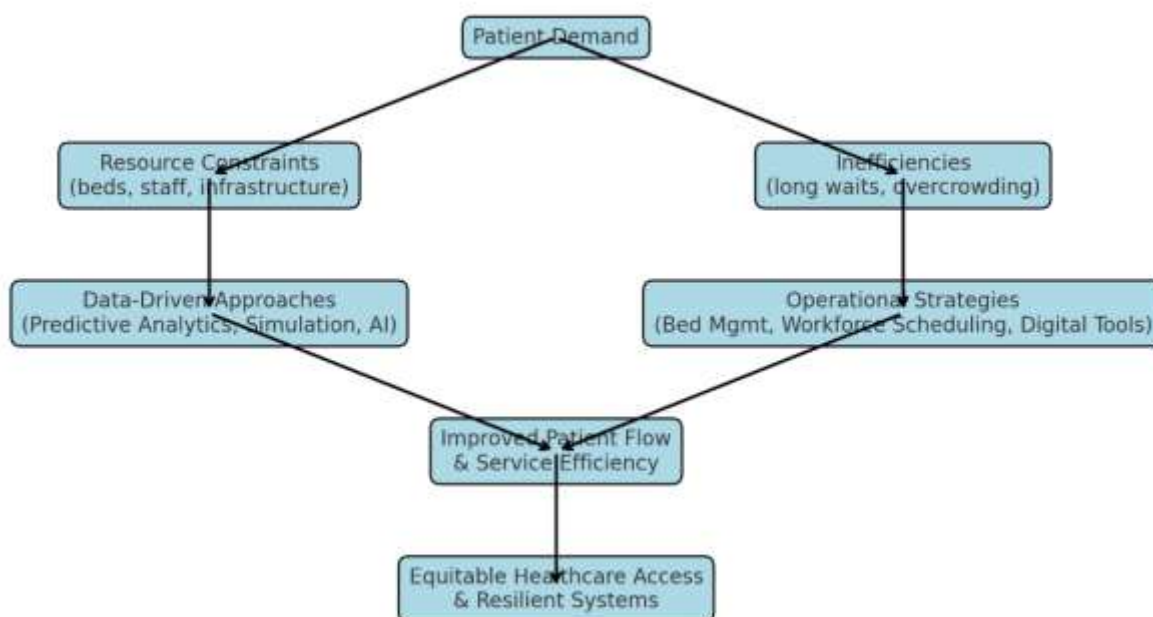 Patient Demand
Resource Constraints
(beds, staff, infrastructure)
Inefficiencies
(long waits, overcrowding)
Data-Driven Approaches
(Predictive Analytics, Simulation, AI)
Operational Strategies
(Bed Mgmt, Workforce Scheduling, Digital Tools)
Improved Patient Flow
& Service Efficiency
Equitable Healthcare Access
& Resilient Systems